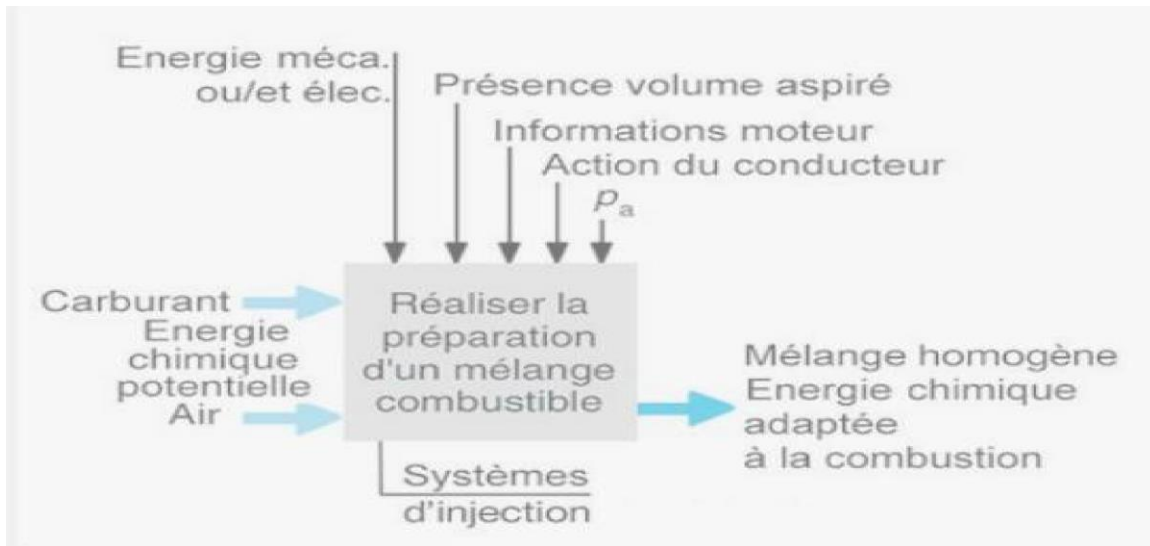 Energie méca.
ou/et élec.
Présence volume aspiré
Informations moteur
Action du conducteur
pa
Carburant
Energie
chimique
potentielle
Air
Réaliser la
préparation
d'un mélange
combustible
Mélange homogène
Energie chimique
adaptée
à la combustion
Systèmes
d'injection